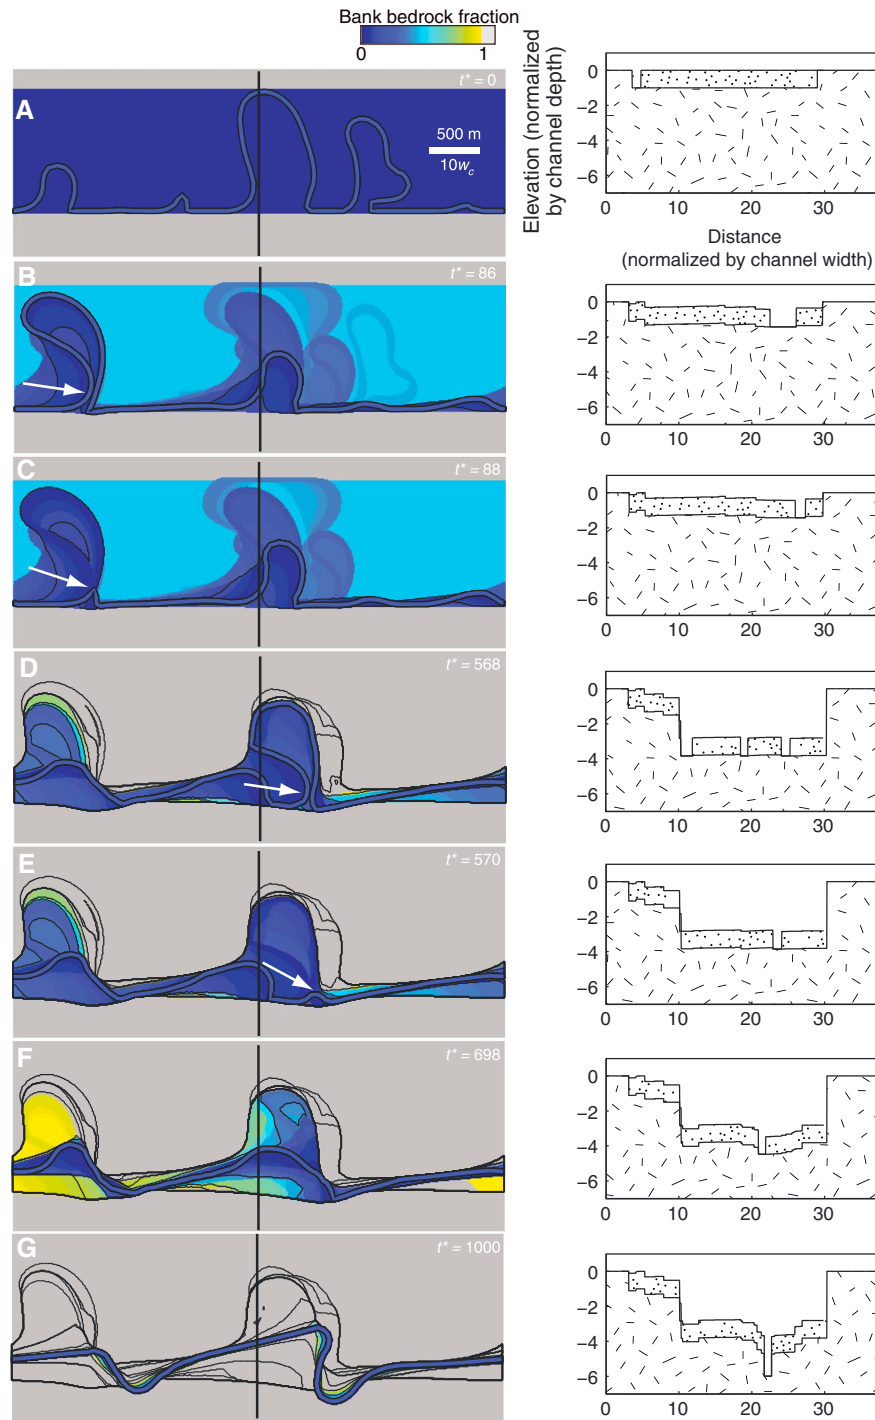 Bank bedrock fraction
0 1
A
t* = 0
500 m
10w_c
B
t* = 86
C
t* = 88
D
t* = 568
E
t* = 570
F
t* = 698
G
t* = 1000
Elevation (normalized
by channel depth)
0
−2
−4
−6
0 10 20 30
Distance
(normalized by channel width)
0
−2
−4
−6
0 10 20 30
0
−2
−4
−6
0 10 20 30
0
−2
−4
−6
0 10 20 30
0
−2
−4
−6
0 10 20 30
0
−2
−4
−6
0 10 20 30
0
−2
−4
−6
0 10 20 30